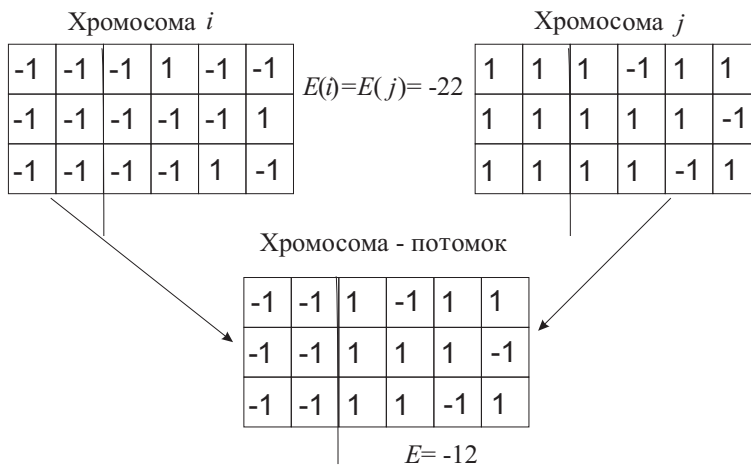 Хромосома i
Хромосома j
-1 -1 -1 1 -1 -1
-1 -1 -1 -1 -1 1
-1 -1 -1 -1 1 -1
E(i)=E(j)= -22
1 1 1 -1 1 1
1 1 1 1 1 -1
1 1 1 1 -1 1
Хромосома - потомок
-1 -1 1 -1 1 1
-1 -1 1 1 1 -1
-1 -1 1 1 -1 1
E= -12